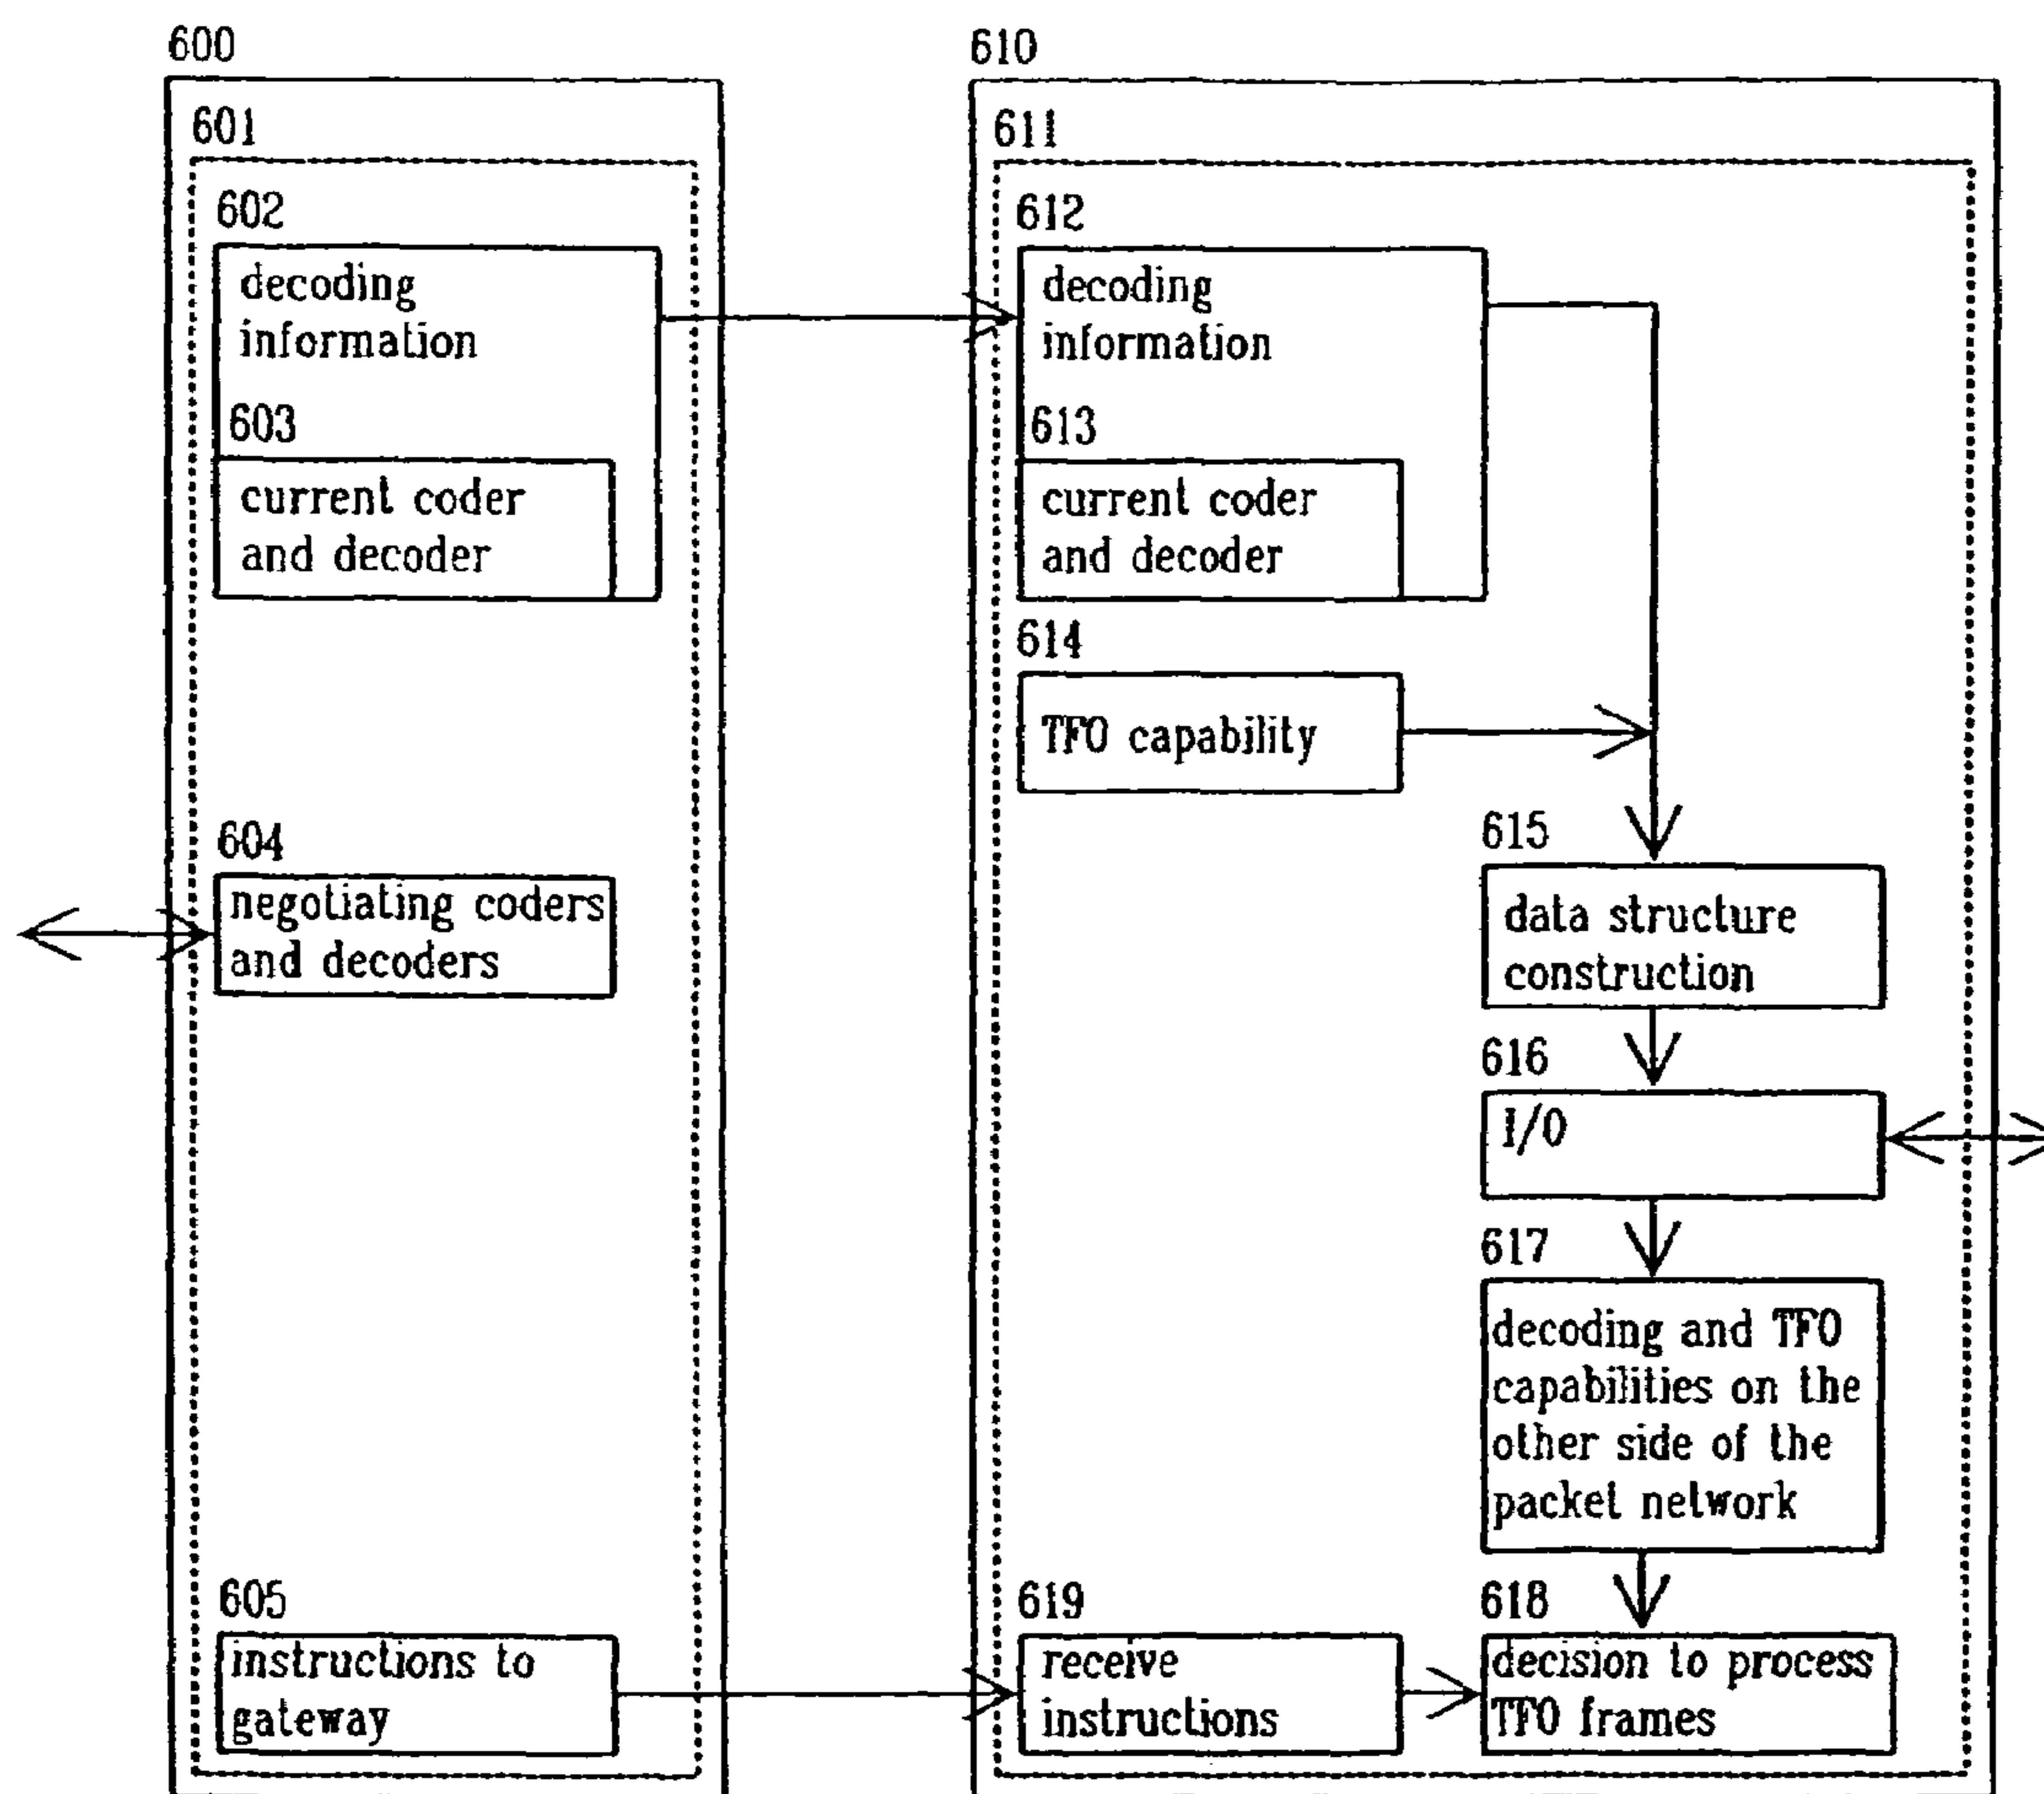 600
601
602
decoding
information
603
current coder
and decoder
604
negotiating coders
and decoders
605
instructions to
gateway
610
611
612
decoding
information
613
current coder
and decoder
614
TFO capability
615
data structure
construction
616
I/O
617
decoding and TFO
capabilities on the
other side of the
packet network
619
receive
instructions
618
decision to process
TFO frames